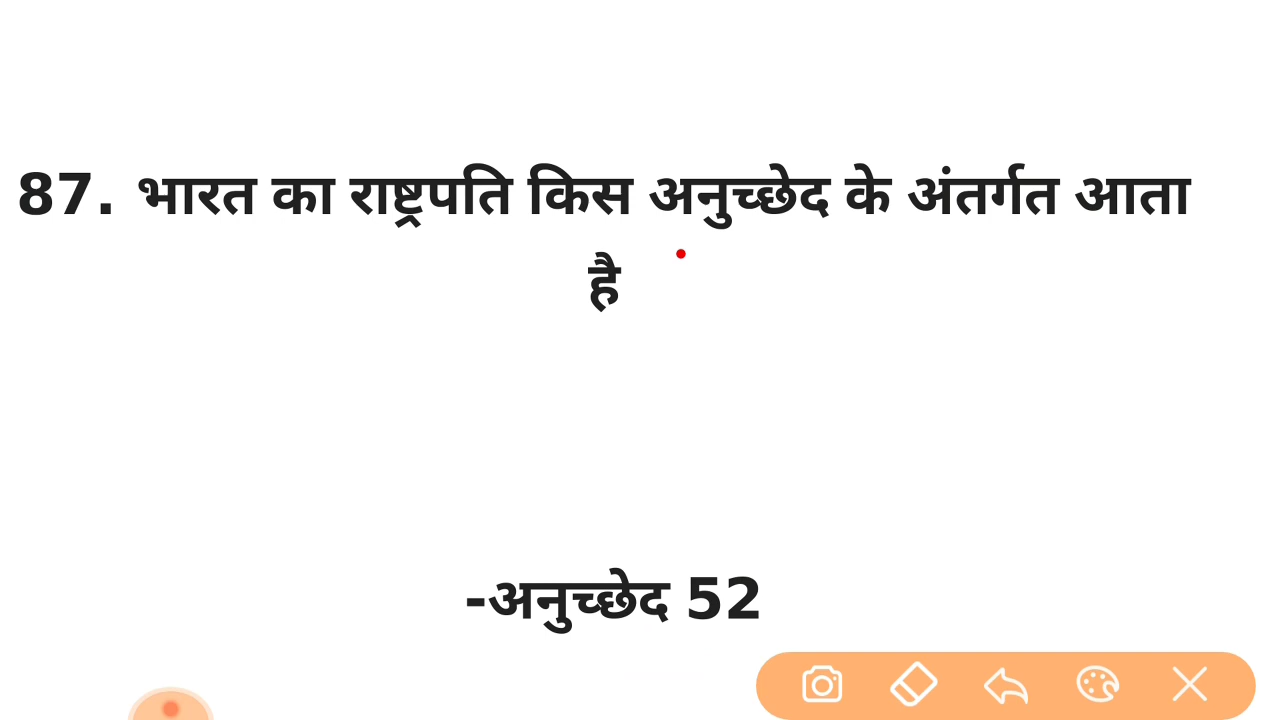 87. भारत का राष्ट्रपति किस अनुच्छेद के अंतर्गत आता
है
-अनुच्छेद 52